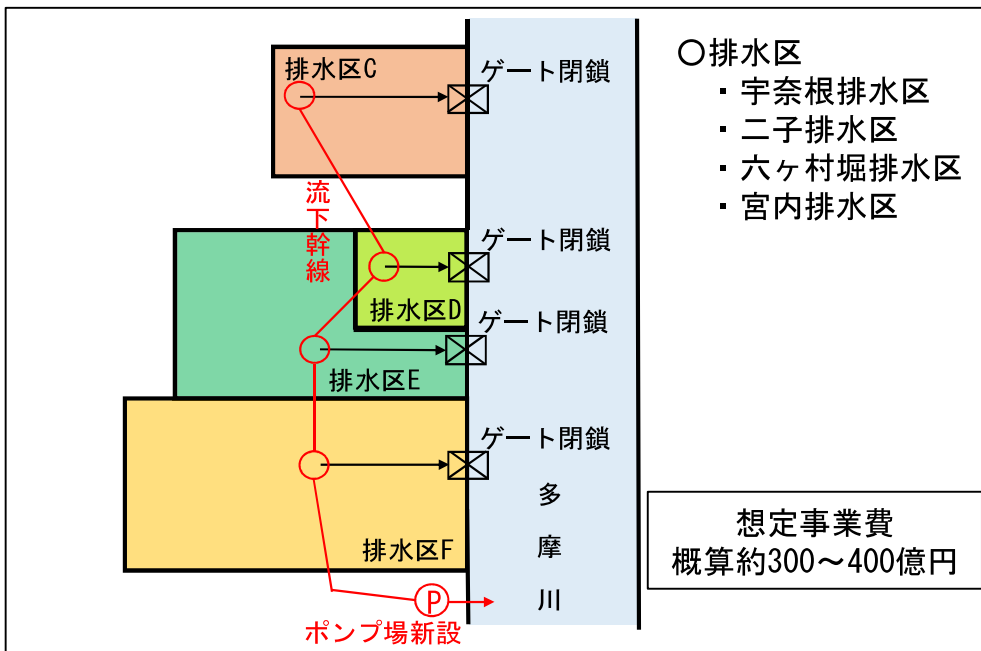 排水区C
ゲート閉鎖
流下幹線
ゲート閉鎖
排水区D
ゲート閉鎖
排水区E
ゲート閉鎖
排水区F
多摩川
P
ポンプ場新設
〇排水区
・宇奈根排水区
・二子排水区
・六ヶ村堀排水区
・宮内排水区
想定事業費
概算約300～400億円